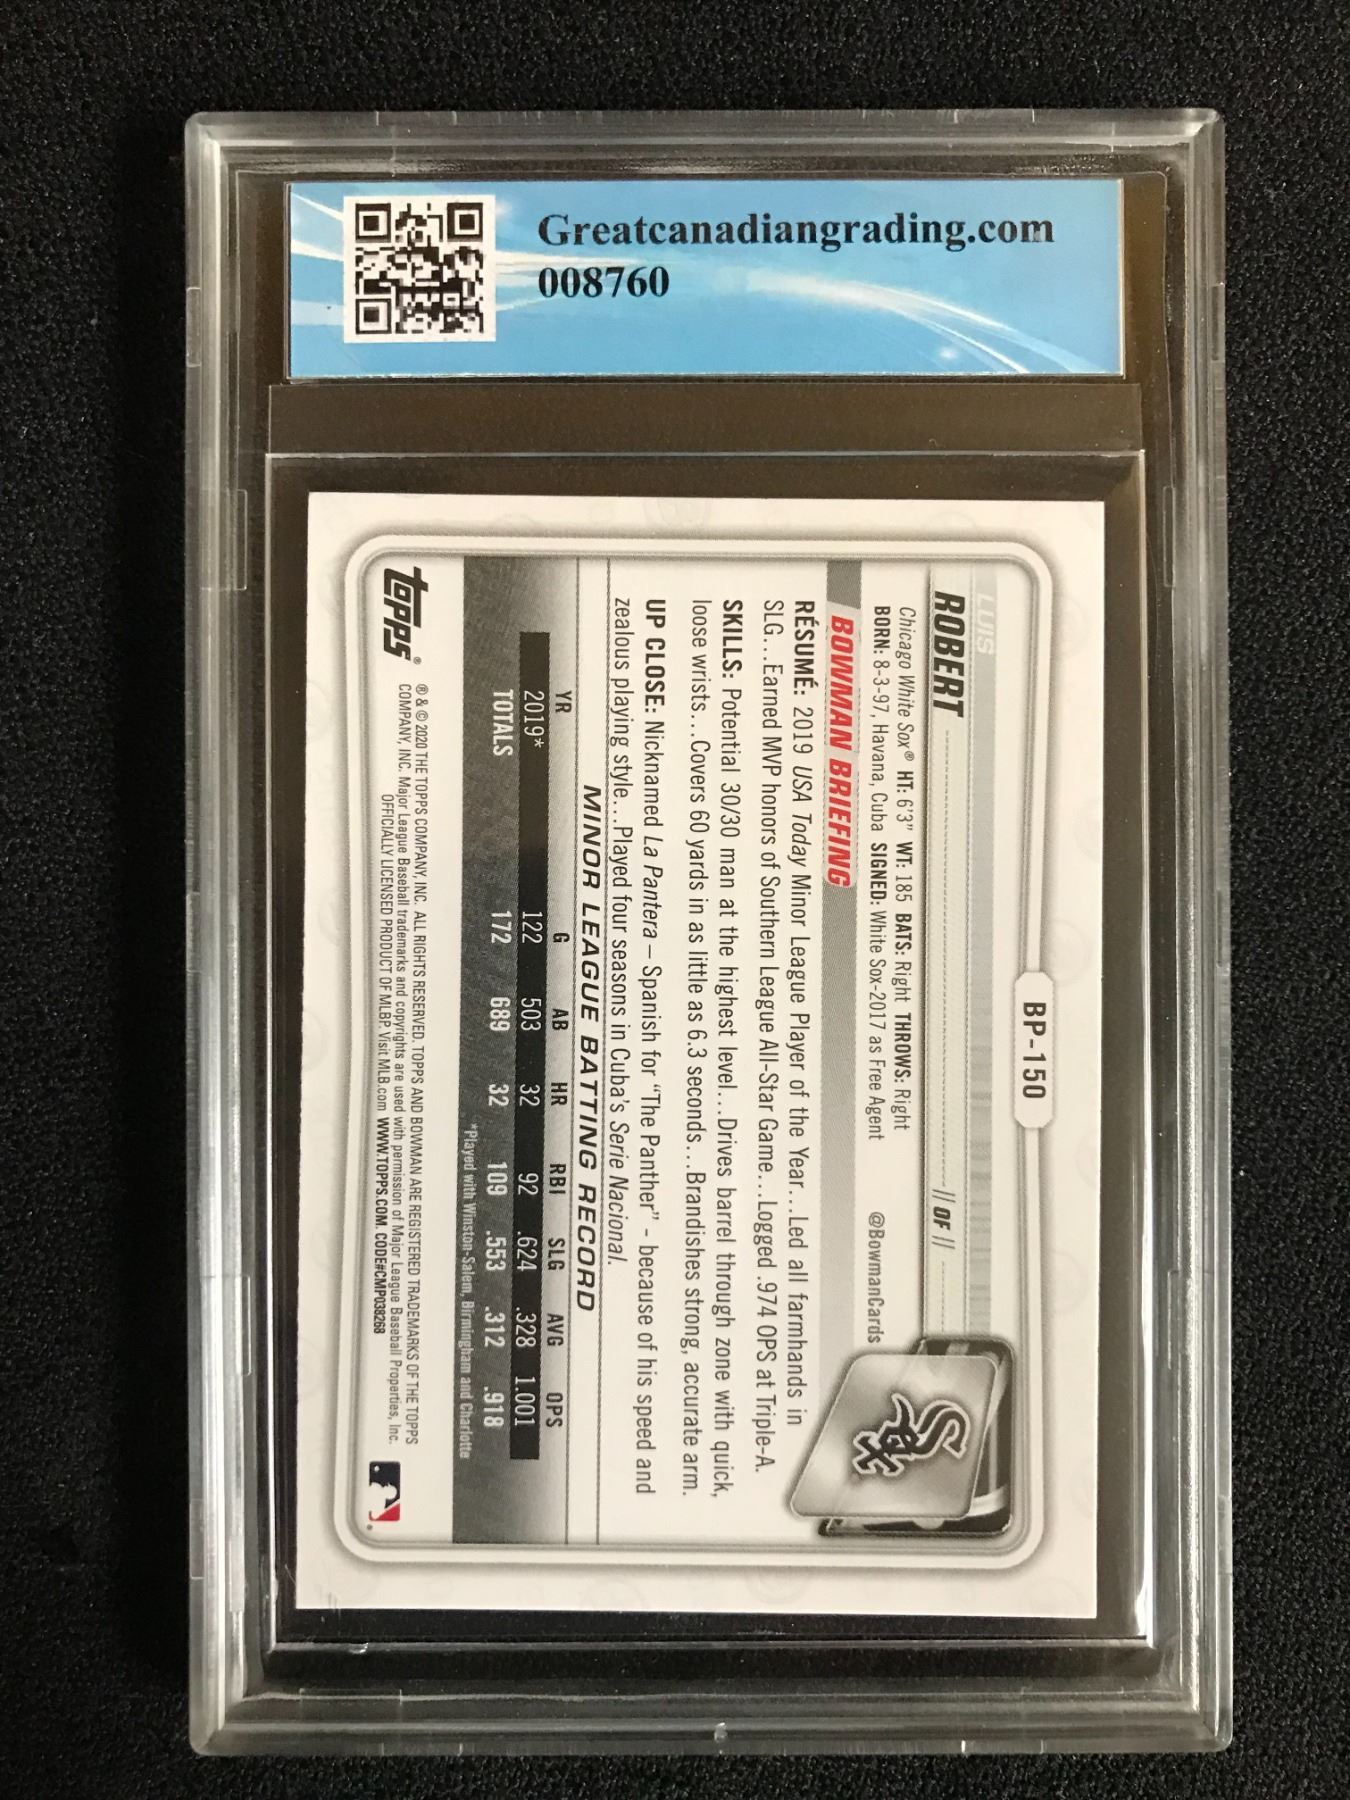 Greatcanadiangrading.com
008760
BP-150
LUIS
ROBERT
// OF //
Chicago White Sox® HT: 6'3" WT: 185 BATS: Right THROWS: Right
BORN: 8-3-97, Havana, Cuba SIGNED: White Sox-2017 as Free Agent
@BowmanCards
BOWMAN BRIEFING
RÉSUMÉ: 2019 USA Today Minor League Player of the Year...Led all farmhands in
SLG...Earned MVP honors of Southern League All-Star Game...Logged .974 OPS at Triple-A.
SKILLS: Potential 30/30 man at the highest level...Drives barrel through zone with quick,
loose wrists...Covers 60 yards in as little as 6.3 seconds...Brandishes strong, accurate arm.
UP CLOSE: Nicknamed La Pantera – Spanish for "The Panther" - because of his speed and
zealous playing style...Played four seasons in Cuba's Serie Nacional.
MINOR LEAGUE BATTING RECORD
YR G AB HR RBI SLG AVG OPS
2019* 122 503 32 92 .624 .328 1.001
TOTALS 172 689 32 109 .553 .312 .918
*Played with Winston-Salem, Birmingham and Charlotte
topps®
® & © 2020 THE TOPPS COMPANY, INC. ALL RIGHTS RESERVED. TOPPS AND BOWMAN ARE REGISTERED TRADEMARKS OF THE TOPPS
COMPANY, INC. Major League Baseball trademarks and copyrights are used with permission of Major League Baseball Properties, Inc.
OFFICIALLY LICENSED PRODUCT OF MLBP. Visit MLB.com WWW.TOPPS.COM. CODE#CMP038268
SOX